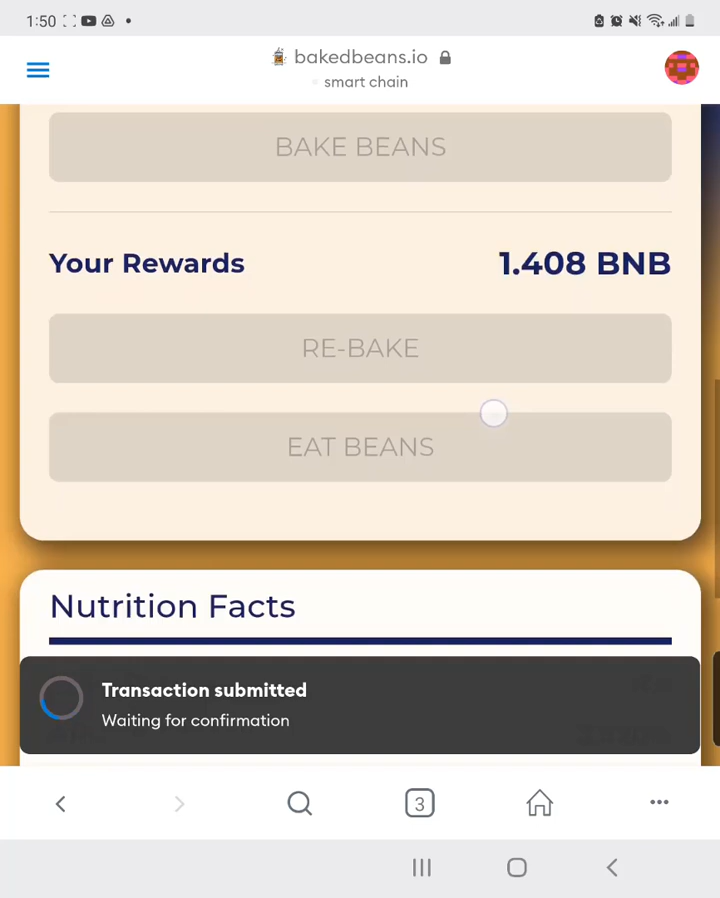 1:50
bakedbeans.io
smart chain
BAKE BEANS
Your Rewards
1.408 BNB
RE-BAKE
EAT BEANS
Nutrition Facts
Transaction submitted
Waiting for confirmation
3